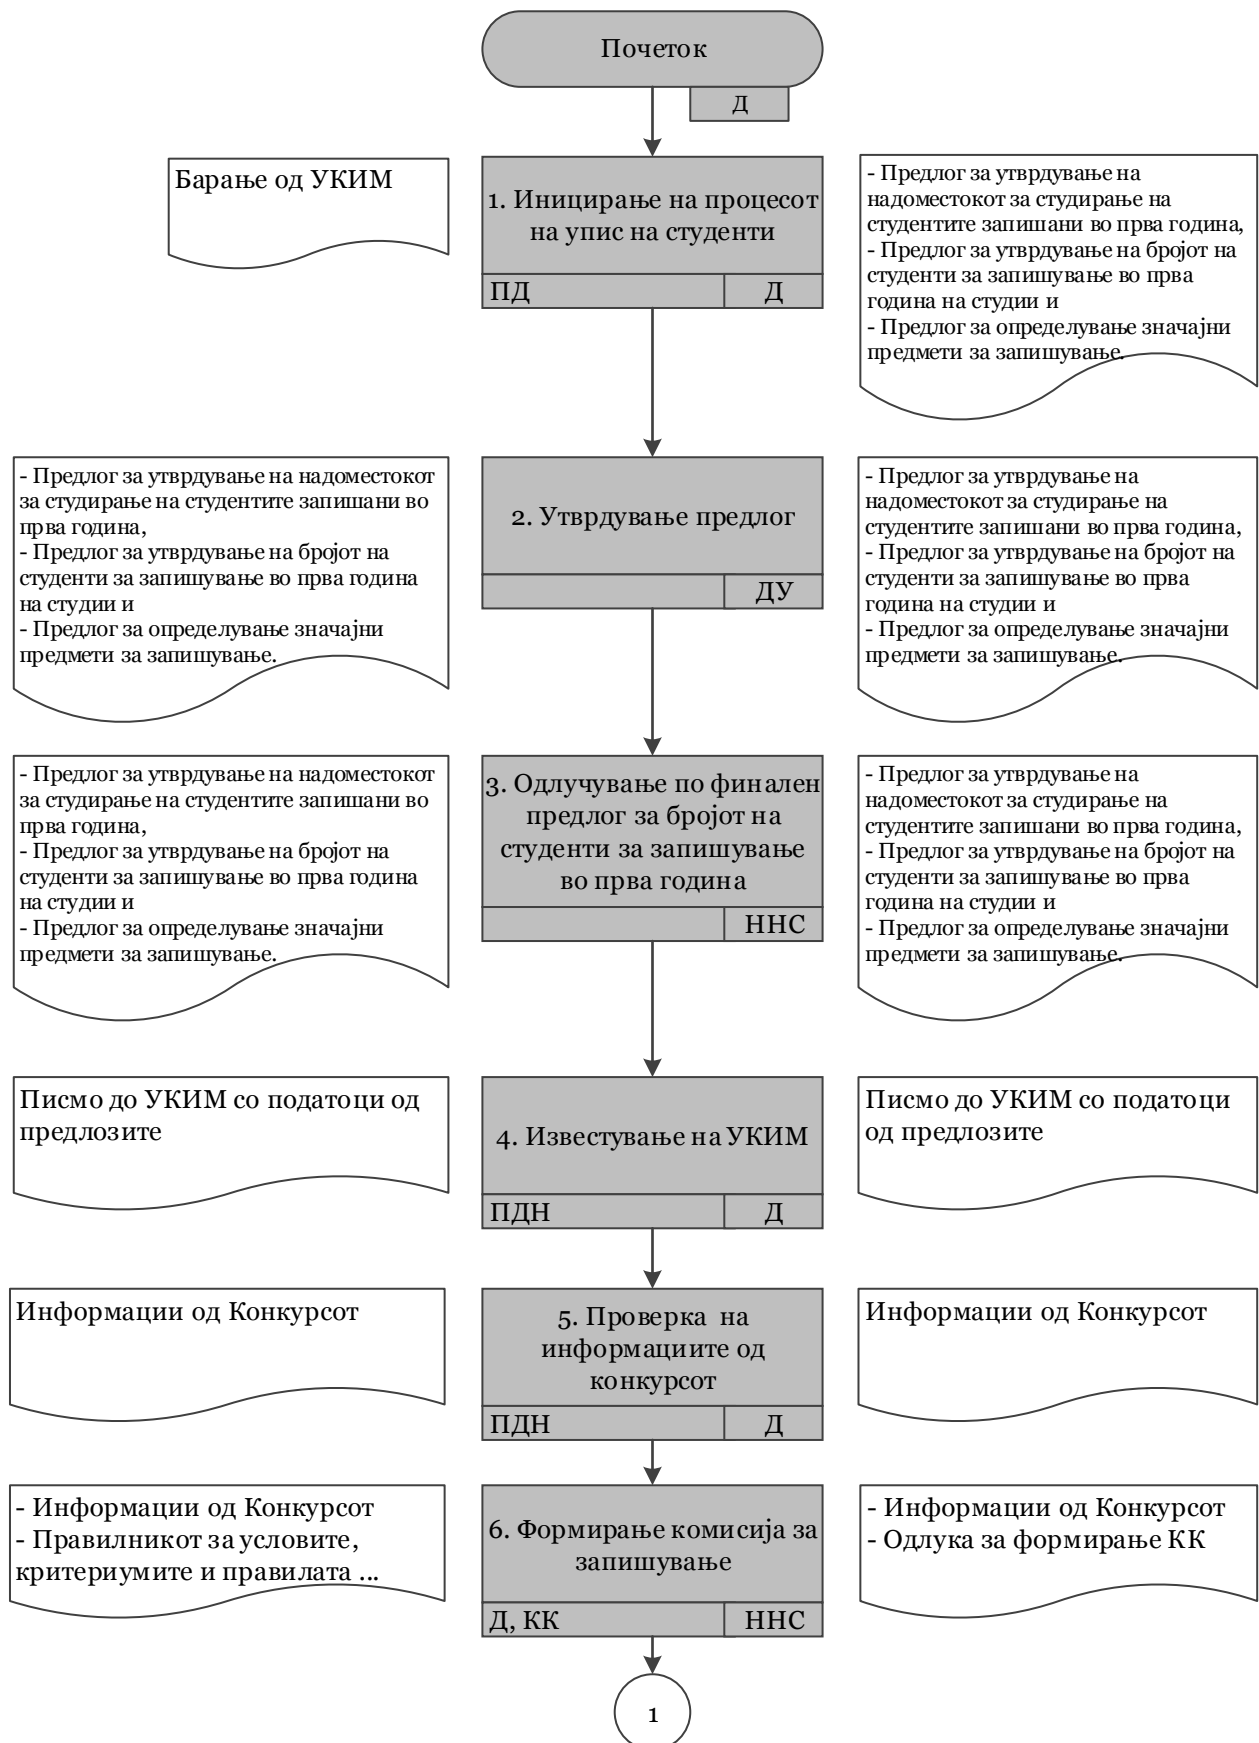 Почеток
Д
Барање од УКИМ
1. Иницирање на процесот
на упис на студенти
ПД
Д
- Предлог за утврдување на
надоместокот за студирање на
студентите запишани во прва година,
- Предлог за утврдување на бројот на
студенти за запишување во прва
година на студии и
- Предлог за определување значајни
предмети за запишување.
- Предлог за утврдување на надоместокот
за студирање на студентите запишани во
прва година,
- Предлог за утврдување на бројот на
студенти за запишување во прва година
на студии и
- Предлог за определување значајни
предмети за запишување.
2. Утврдување предлог
ДУ
- Предлог за утврдување на
надоместокот за студирање на
студентите запишани во прва година,
- Предлог за утврдување на бројот на
студенти за запишување во прва
година на студии и
- Предлог за определување значајни
предмети за запишување.
- Предлог за утврдување на надоместокот
за студирање на студентите запишани во
прва година,
- Предлог за утврдување на бројот на
студенти за запишување во прва година
на студии и
- Предлог за определување значајни
предмети за запишување.
3. Одлучување по финален
предлог за бројот на
студенти за запишување
во прва година
ННС
- Предлог за утврдување на
надоместокот за студирање на
студентите запишани во прва година,
- Предлог за утврдување на бројот на
студенти за запишување во прва
година на студии и
- Предлог за определување значајни
предмети за запишување.
Писмо до УКИМ со податоци од
предлозите
4. Известување на УКИМ
ПДН
Д
Писмо до УКИМ со податоци
од предлозите
Информации од Конкурсот
5. Проверка на
информациите од
конкурсот
ПДН
Д
Информации од Конкурсот
- Информации од Конкурсот
- Правилникот за условите,
критериумите и правилата ...
6. Формирање комисија за
запишување
Д, КК
ННС
- Информации од Конкурсот
- Одлука за формирање КК
1